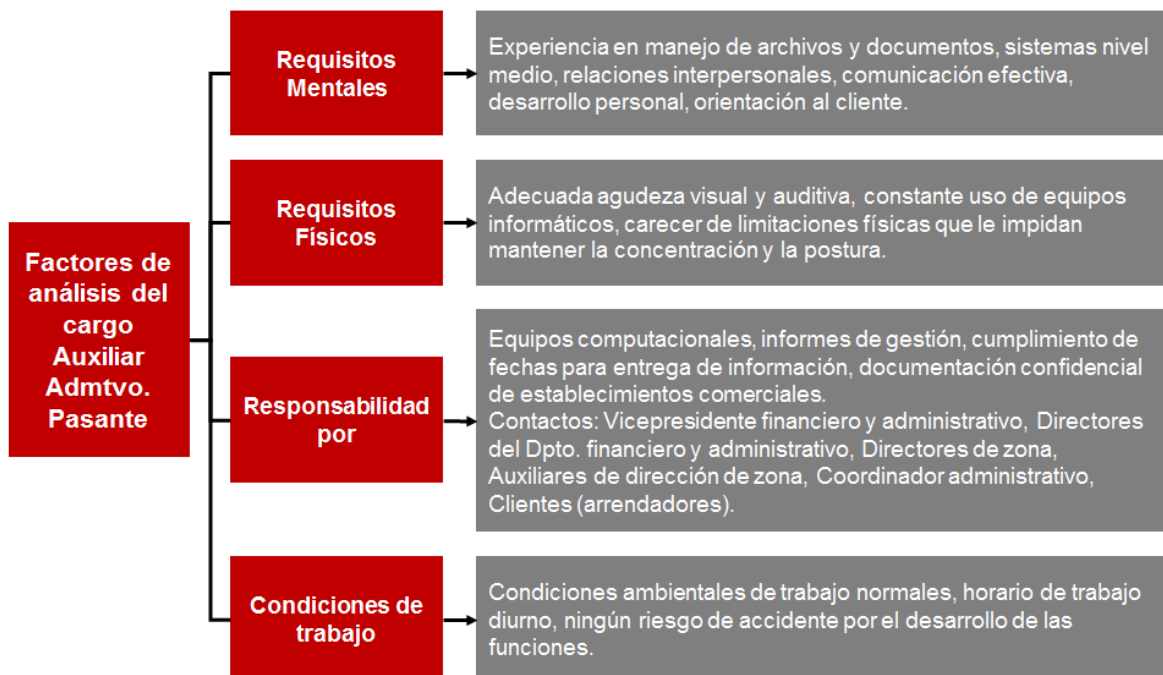 Factores de
análisis del
cargo
Auxiliar
Admtvo.
Pasante
Requisitos
Mentales
Experiencia en manejo de archivos y documentos, sistemas nivel
medio, relaciones interpersonales, comunicación efectiva,
desarrollo personal, orientación al cliente.
Requisitos
Físicos
Adecuada agudeza visual y auditiva, constante uso de equipos
informáticos, carecer de limitaciones físicas que le impidan
mantener la concentración y la postura.
Responsabilidad
por
Equipos computacionales, informes de gestión, cumplimiento de
fechas para entrega de información, documentación confidencial
de establecimientos comerciales.
Contactos: Vicepresidente financiero y administrativo, Directores
del Dpto. financiero y administrativo, Directores de zona,
Auxiliares de dirección de zona, Coordinador administrativo,
Clientes (arrendadores).
Condiciones de
trabajo
Condiciones ambientales de trabajo normales, horario de trabajo
diurno, ningún riesgo de accidente por el desarrollo de las
funciones.